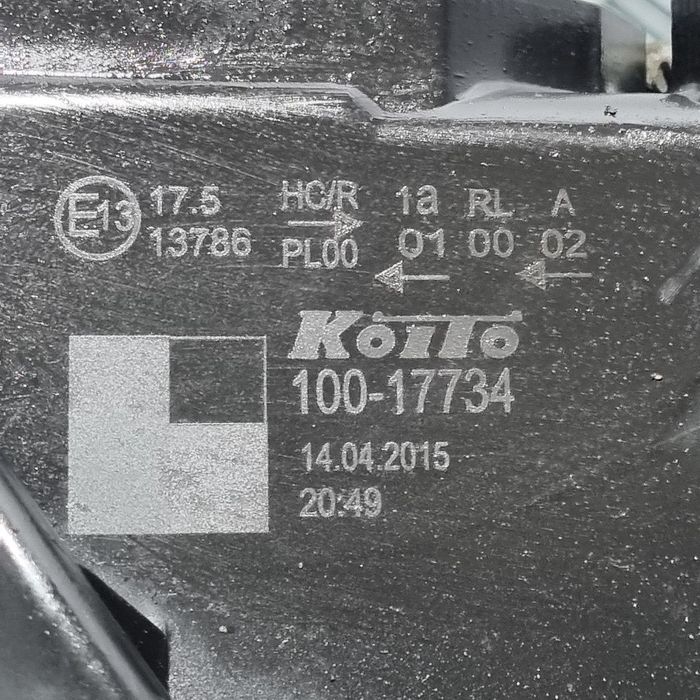 E13 17.5 HC/R 1a RL A
13786 PL00 01 00 02
KOITO
100-17734
14.04.2015
20:49